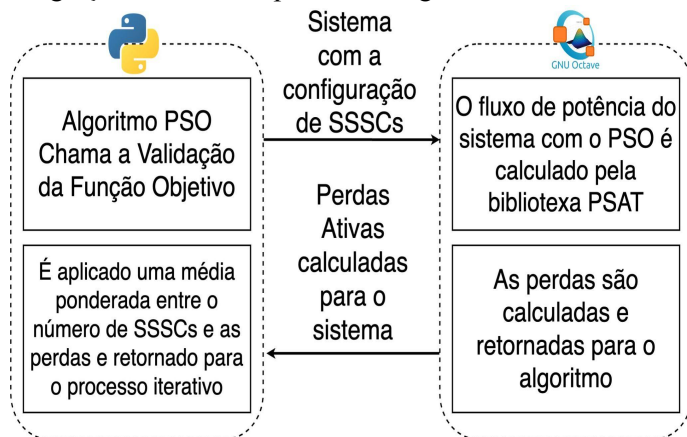 Algoritmo PSO
Chama a Validação
da Função Objetivo
É aplicado uma média
ponderada entre o
número de SSSCs e as
perdas e retornado para
o processo iterativo
Sistema
com a
configuração
de SSSCs
Perdas
Ativas
calculadas
para o
sistema
GNU Octave
O fluxo de potência do
sistema com o PSO é
calculado pela
bibliotexa PSAT
As perdas são
calculadas e
retornadas para o
algoritmo